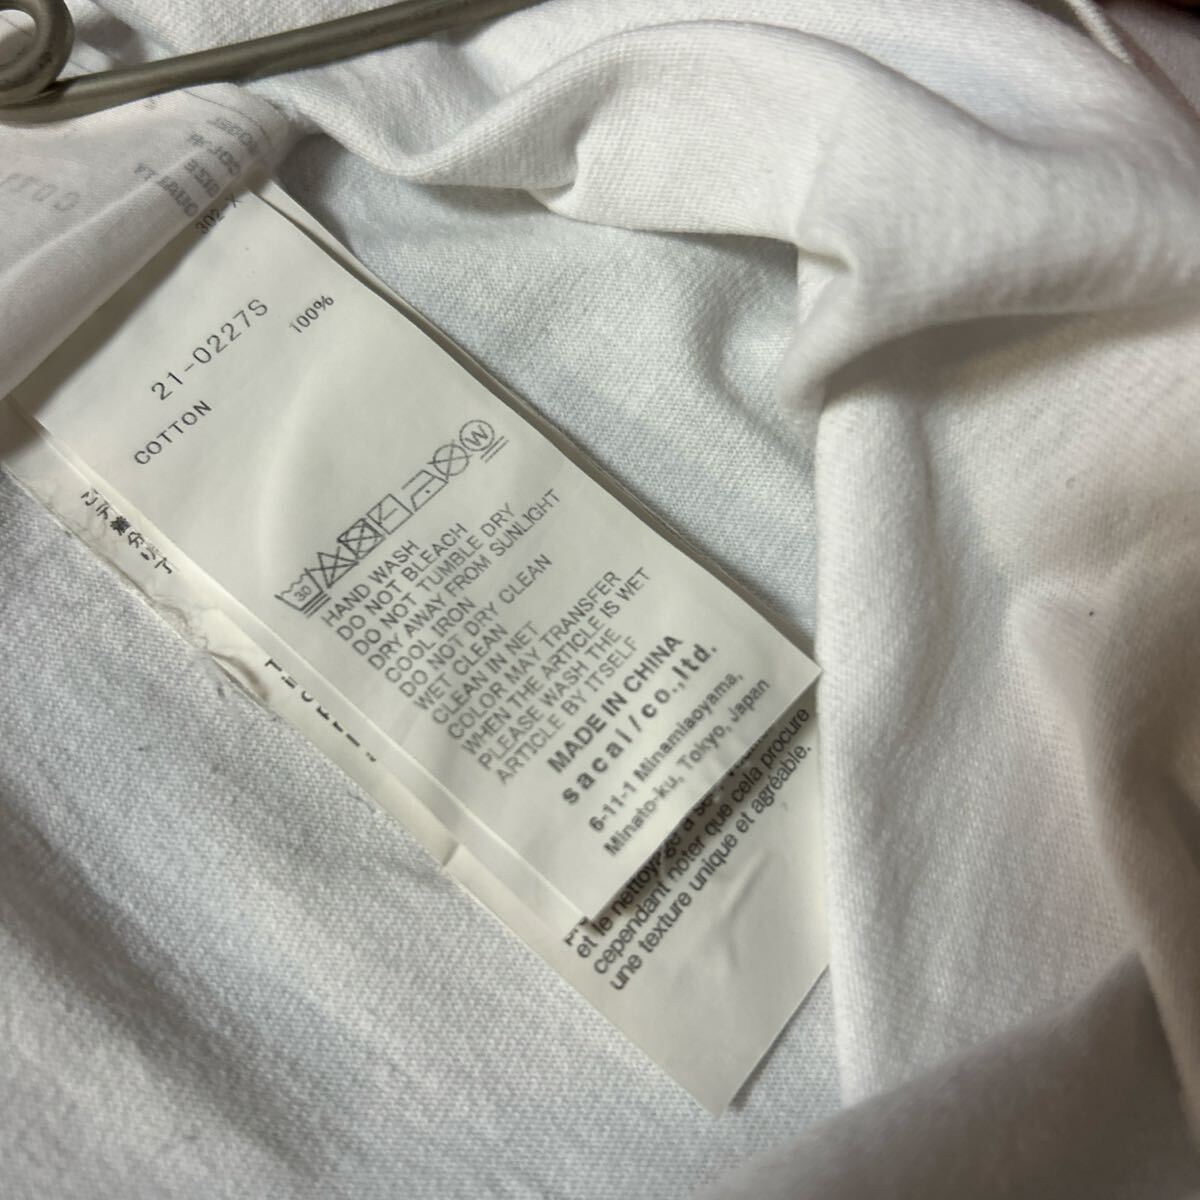 302-X
21-0227S
COTTON 100%
30
W
HAND WASH
DO NOT BLEACH
DO NOT TUMBLE DRY
DRY AWAY FROM SUNLIGHT
COOL IRON
DO NOT DRY CLEAN
WET CLEAN
CLEAN IN NET
COLOR MAY TRANSFER
WHEN THE ARTICLE IS WET
PLEASE WASH THE
ARTICLE BY ITSELF
MADE IN CHINA
sacai/co.,ltd.
6-11-1 Minamiaoyama,
Minato-ku, Tokyo, Japan
et le nettoyage à se
cependant noter que cela procure
une texture unique et agréable.